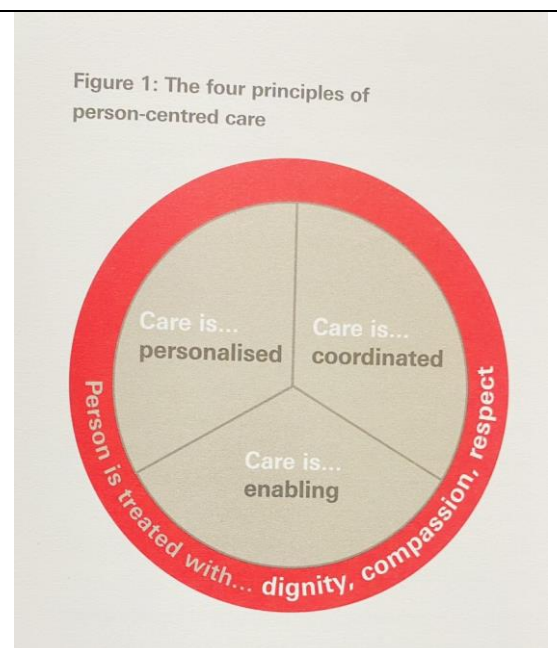 Figure 1: The four principles of
person-centred care
Care is...
personalised
Care is...
coordinated
Care is...
enabling
Person is treated with... dignity, compassion, respect